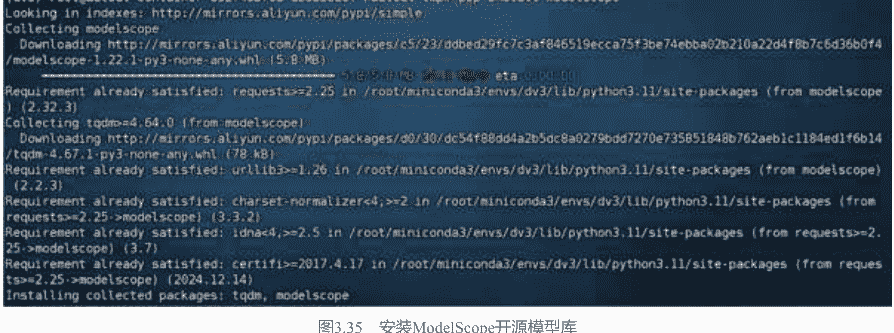 Looking in indexes: http://mirrors.aliyun.com/pypi/simple
Collecting modelscope
Downloading http://mirrors.aliyun.com/pypi/packages/c5/23/ddbed29fc7c3af846519ecca75f3be74ebba02b210a22d4f8b7c6d36b0f4
/modelscope-1.22.1-py3-none-any.whl (5.8 MB)
eta
Requirement already satisfied: requests>=2.25 in /root/miniconda3/envs/dv3/lib/python3.11/site-packages (from modelscope
) (2.32.3)
Collecting tqdm>=4.64.0 (from modelscope)
Downloading http://mirrors.aliyun.com/pypi/packages/d0/30/dc54f88dd4a2b5dc8a0279bdd7270e735851848b762aeb1c1184ed1f6b14
/tqdm-4.67.1-py3-none-any.whl (78 kB)
Requirement already satisfied: urllib3>=1.26 in /root/miniconda3/envs/dv3/lib/python3.11/site-packages (from modelscope)
(2.2.3)
Requirement already satisfied: charset-normalizer<4,>=2 in /root/miniconda3/envs/dv3/lib/python3.11/site-packages (from
requests>=2.25->modelscope) (3.3.2)
Requirement already satisfied: idna<4,>=2.5 in /root/miniconda3/envs/dv3/lib/python3.11/site-packages (from requests>=2.
25->modelscope) (3.7)
Requirement already satisfied: certifi>=2017.4.17 in /root/miniconda3/envs/dv3/lib/python3.11/site-packages (from reques
ts>=2.25->modelscope) (2024.12.14)
Installing collected packages: tqdm, modelscope
图3.35 安装ModelScope开源模型库